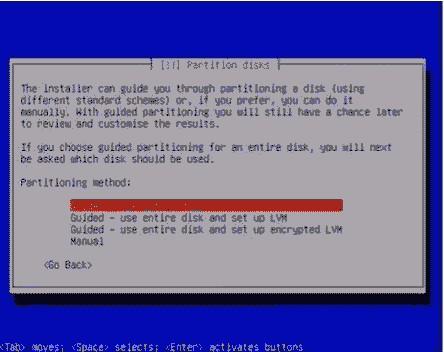 [!!] Partition disks
The installer can guide you through partitioning a disk (using
different standard schemes) or, if you prefer, you can do it
manually. With guided partitioning you will still have a chance later
to review and customise the results.
If you choose guided partitioning for an entire disk, you will next
be asked which disk should be used.
Partitioning method:
Guided - use entire disk and set up LVM
Guided - use entire disk and set up encrypted LVM
Manual
<Go Back>
<Tab> moves; <Space> selects; <Enter> activates buttons